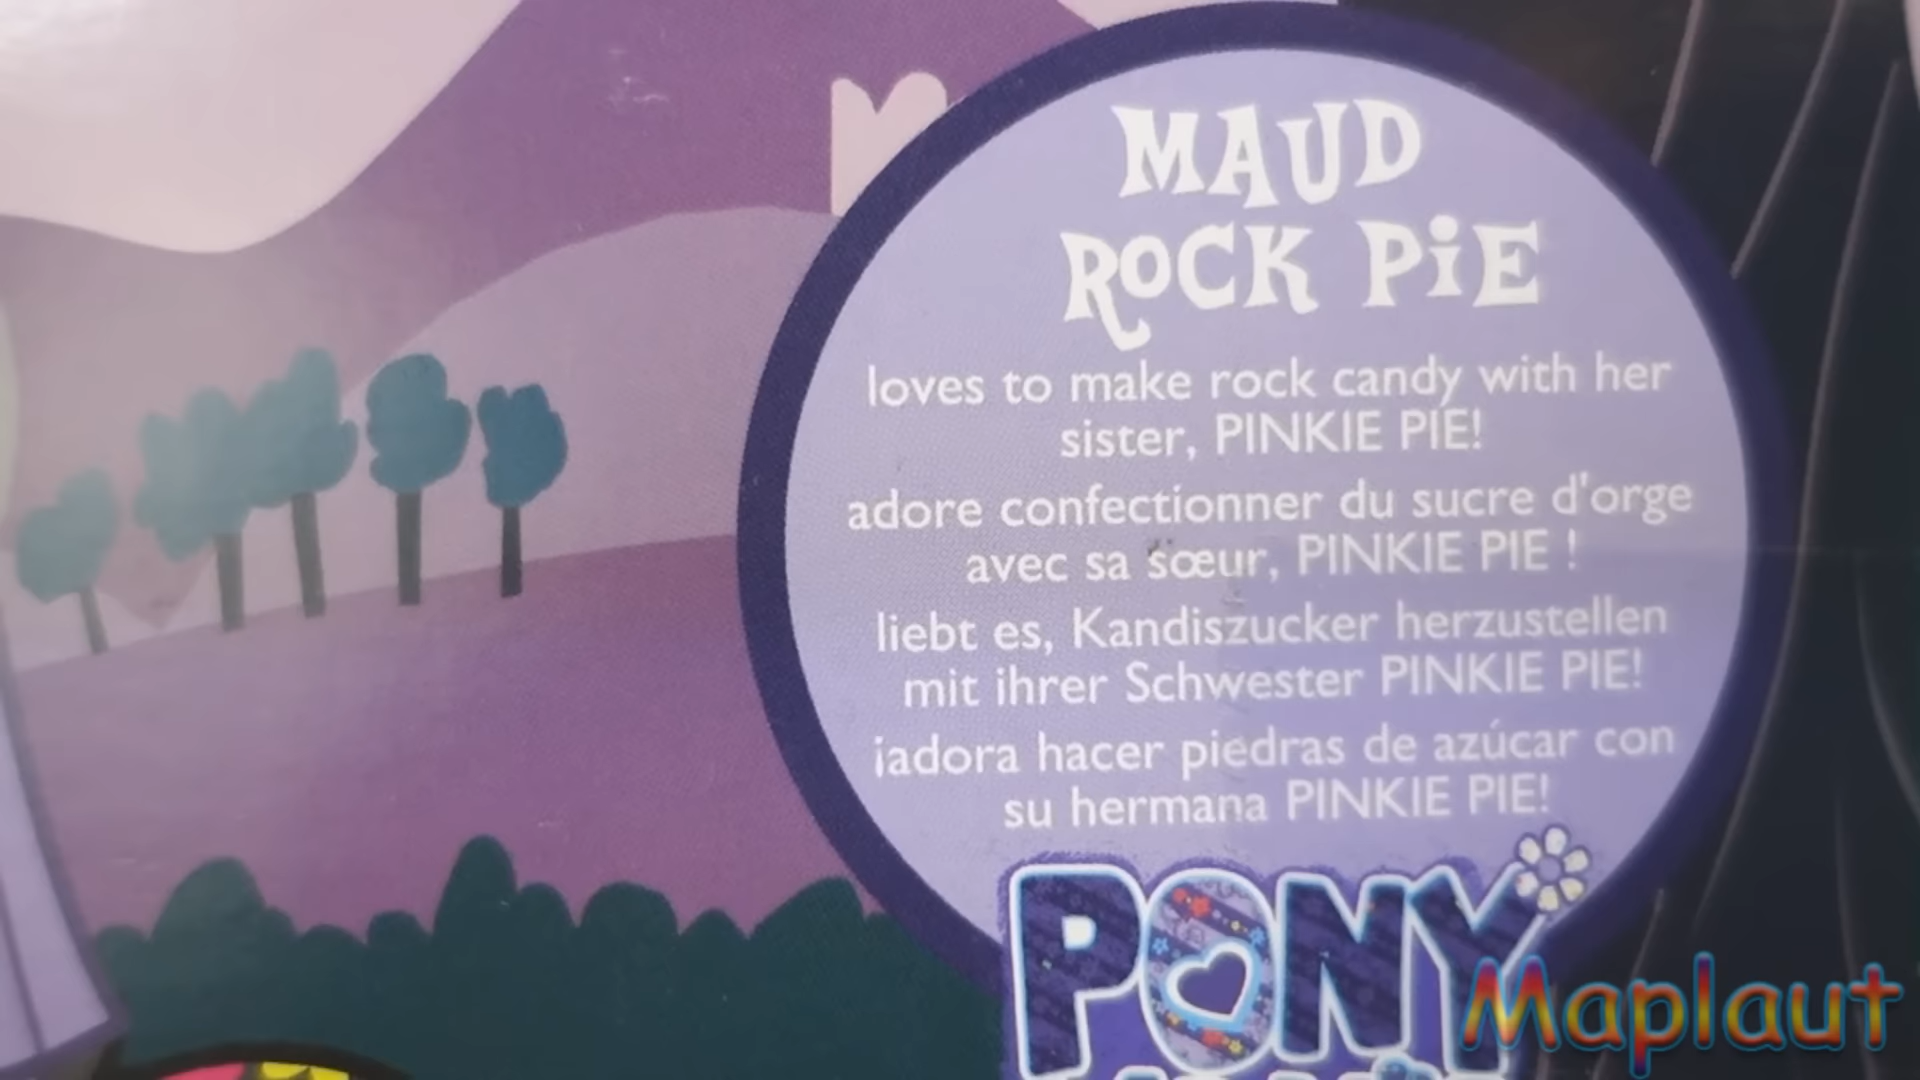 MAUD
ROCK PiE
loves to make rock candy with her
sister, PINKIE PIE!
adore confectionner du sucre d'orge
avec sa sœur, PINKIE PIE !
liebt es, Kandiszucker herzustellen
mit ihrer Schwester PINKIE PIE!
¡adora hacer piedras de azúcar con
su hermana PINKIE PIE!
PONY
Maplaut